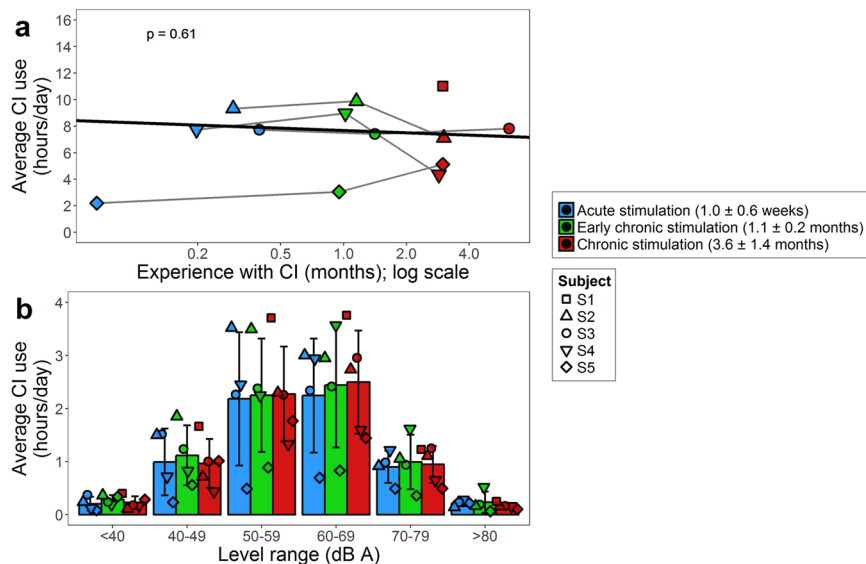 a
p = 0.61
Average CI use
(hours/day)
16
14
12
10
8
6
4
2
0
0.2 0.5 1.0 2.0 4.0
Experience with CI (months); log scale
Acute stimulation (1.0 ± 0.6 weeks)
Early chronic stimulation (1.1 ± 0.2 months)
Chronic stimulation (3.6 ± 1.4 months)
Subject
S1
S2
S3
S4
S5
b
Average CI use
(hours/day)
4
3
2
1
0
<40 40-49 50-59 60-69 70-79 >80
Level range (dB A)